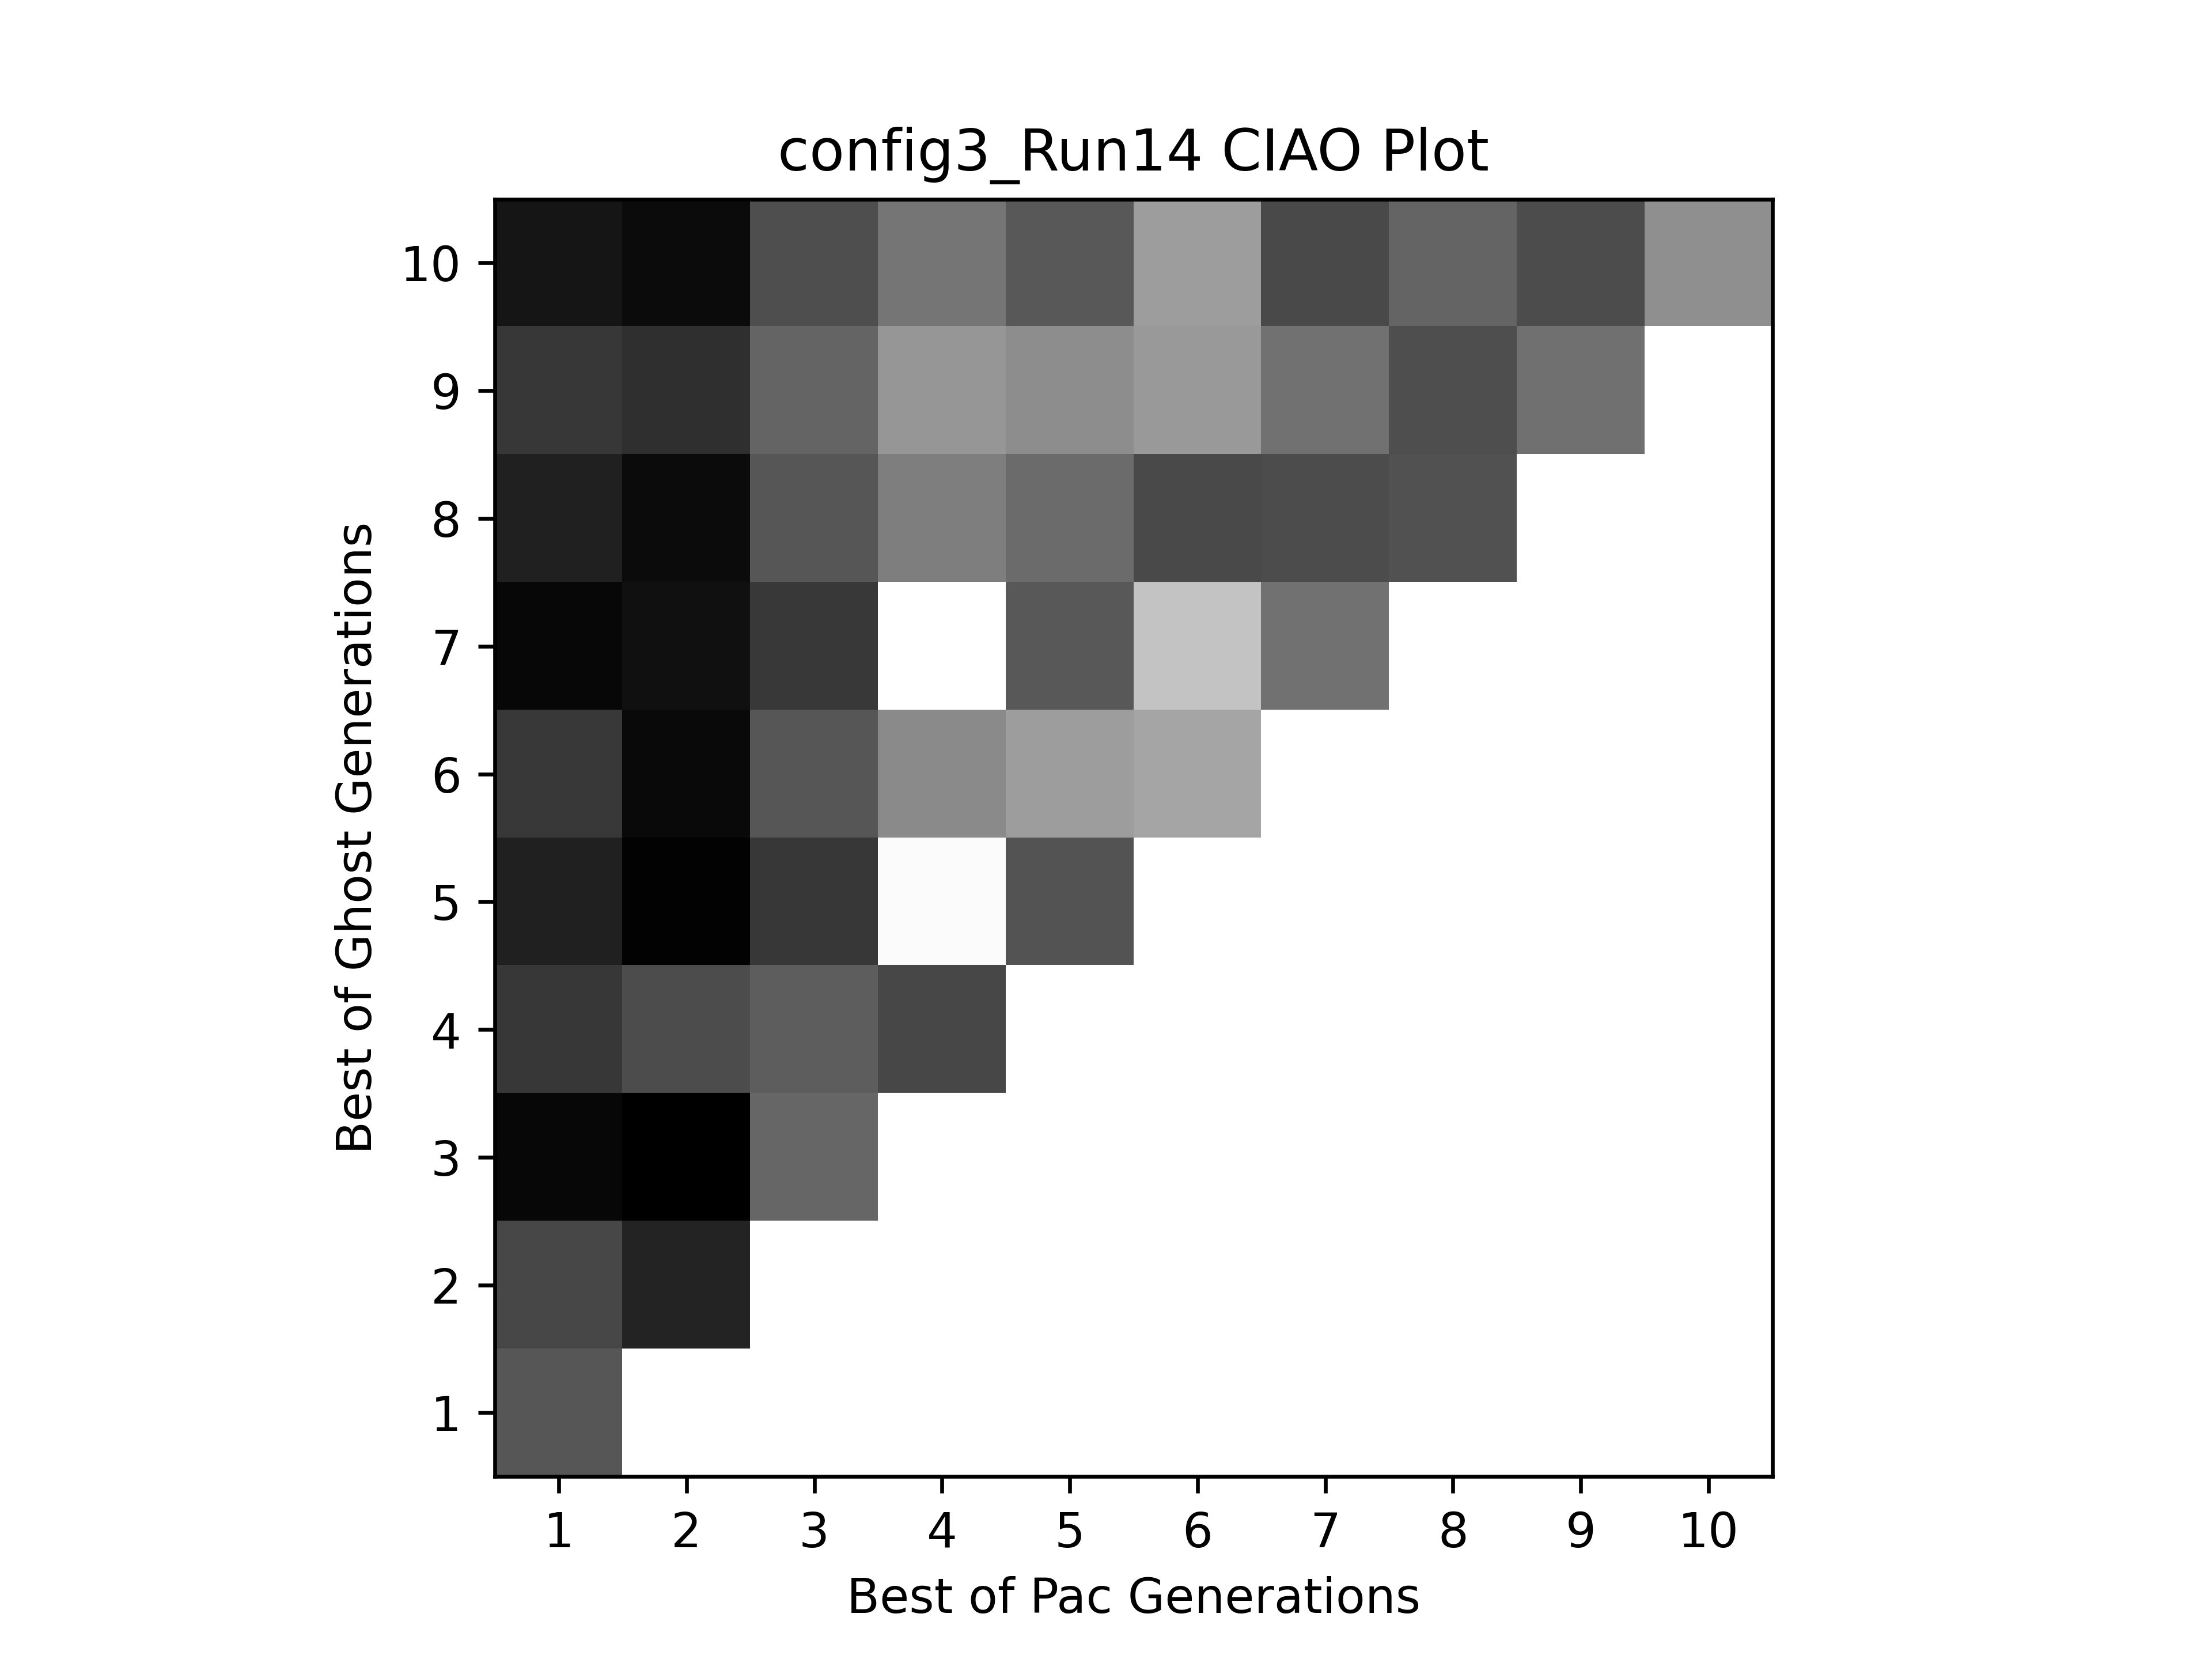 config3_Run14 CIAO Plot
Best of Ghost Generations
10
9
8
7
6
5
4
3
2
1
1 2 3 4 5 6 7 8 9 10
Best of Pac Generations